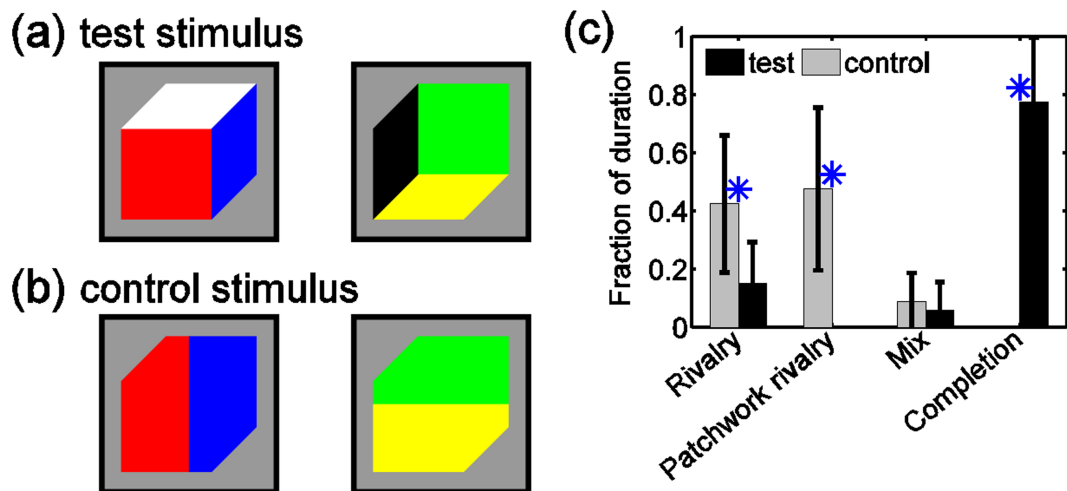 (a) test stimulus
(b) control stimulus
(c)
test control
Fraction of duration
1
0.8
0.6
0.4
0.2
0
Rivalry
Patchwork rivalry
Mix
Completion